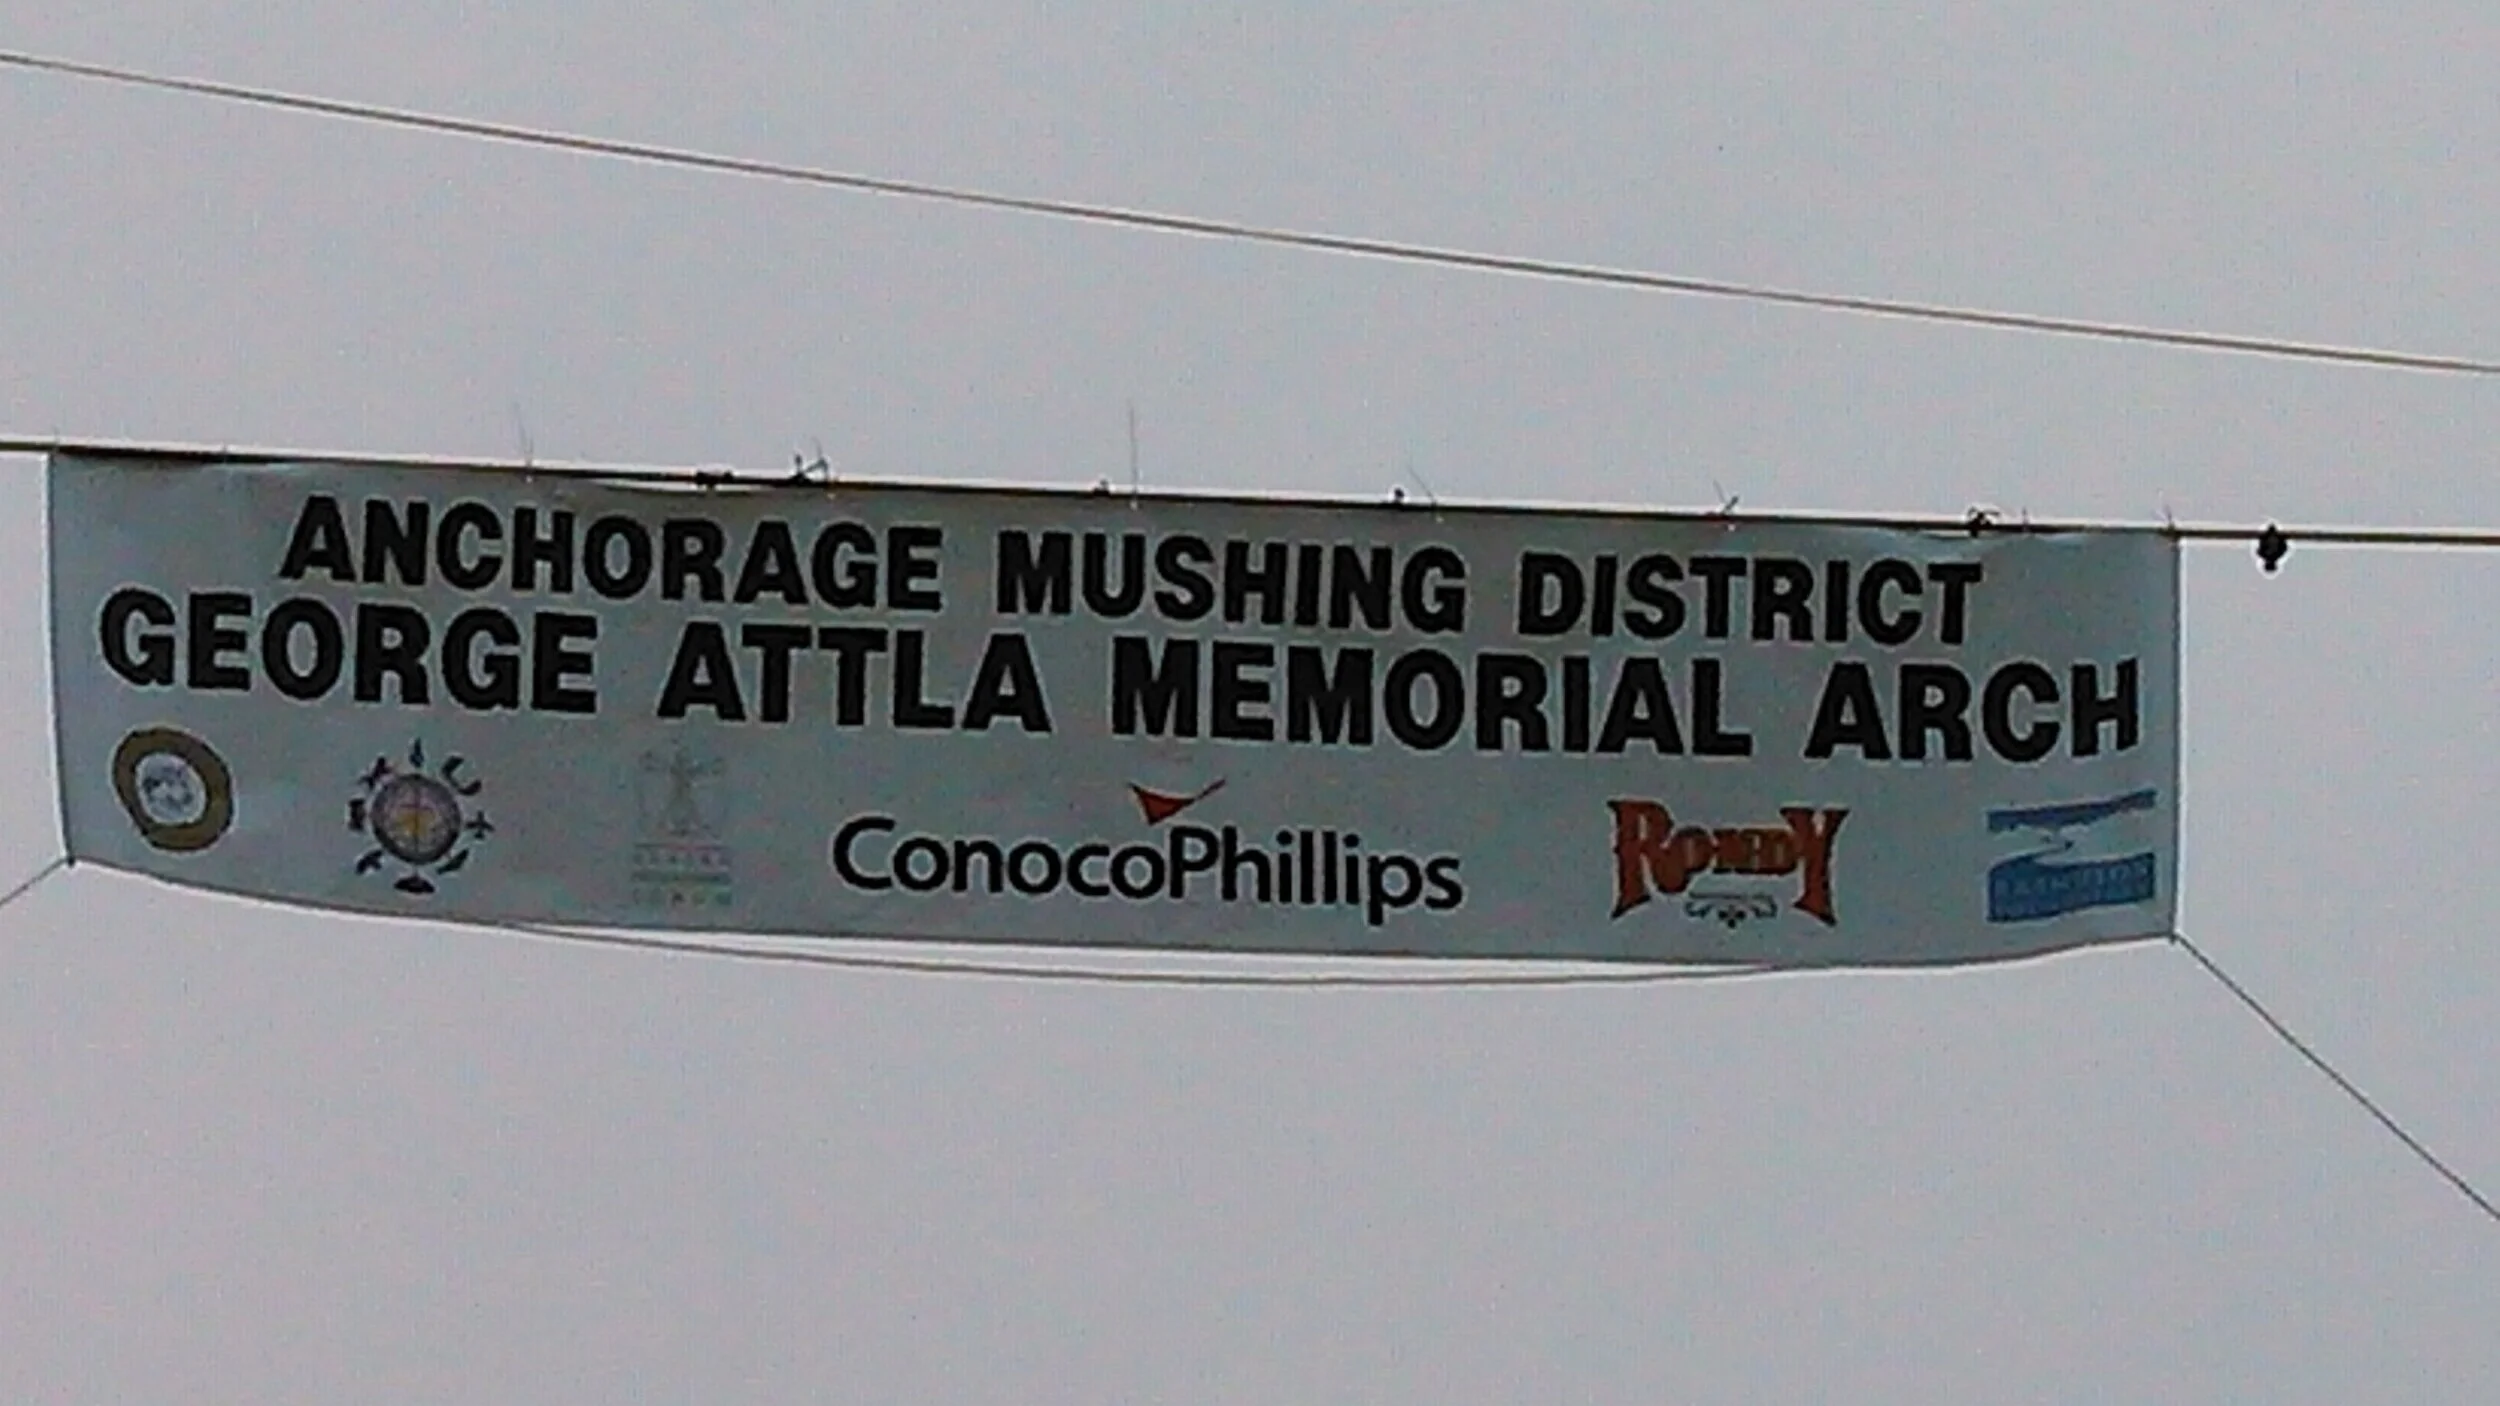 ANCHORAGE MUSHING DISTRICT
GEORGE ATTLA MEMORIAL ARCH
ConocoPhillips